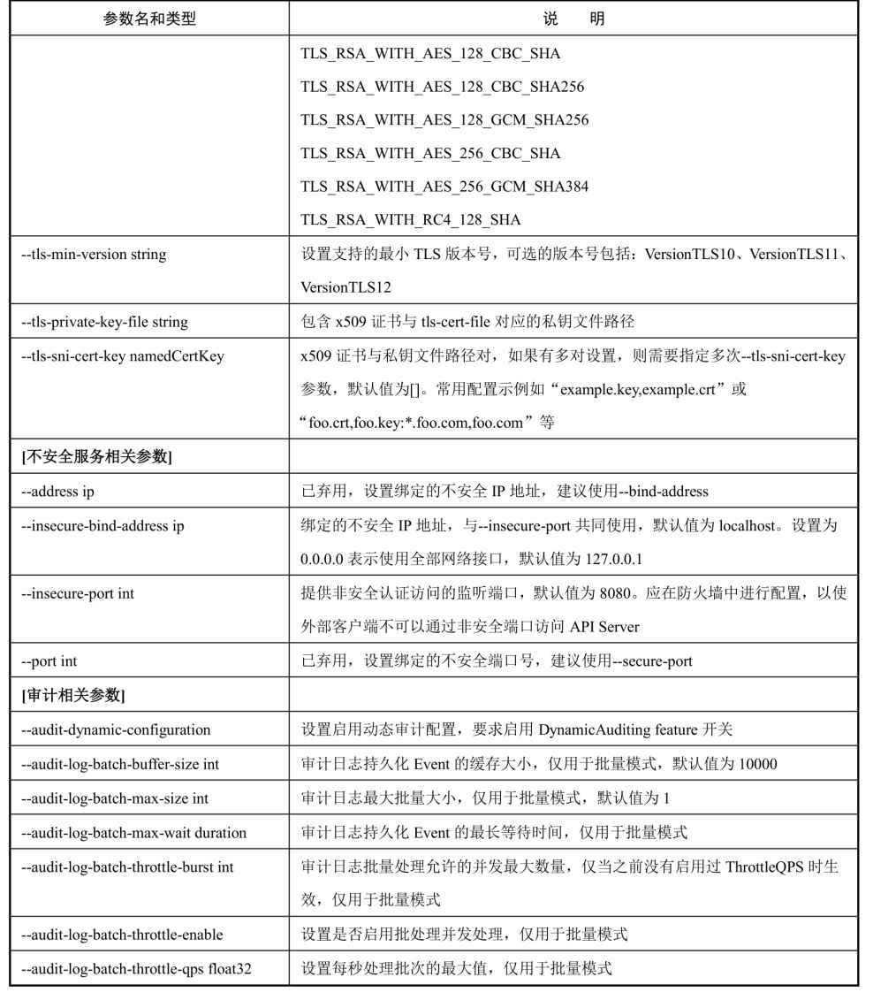 参数名和类型
说 明
TLS_RSA_WITH_AES_128_CBC_SHA
TLS_RSA_WITH_AES_128_CBC_SHA256
TLS_RSA_WITH_AES_128_GCM_SHA256
TLS_RSA_WITH_AES_256_CBC_SHA
TLS_RSA_WITH_AES_256_GCM_SHA384
TLS_RSA_WITH_RC4_128_SHA
--tls-min-version string
设置支持的最小 TLS 版本号，可选的版本号包括：VersionTLS10、VersionTLS11、
VersionTLS12
--tls-private-key-file string
包含 x509 证书与 tls-cert-file 对应的私钥文件路径
--tls-sni-cert-key namedCertKey
x509 证书与私钥文件路径对，如果有多对设置，则需要指定多次--tls-sni-cert-key
参数，默认值为[]。常用配置示例如“example.key,example.crt”或
“foo.crt,foo.key:*.foo.com,foo.com”等
[不安全服务相关参数]
--address ip
已弃用，设置绑定的不安全 IP 地址，建议使用--bind-address
--insecure-bind-address ip
绑定的不安全 IP 地址，与--insecure-port 共同使用，默认值为 localhost。设置为
0.0.0.0 表示使用全部网络接口，默认值为 127.0.0.1
--insecure-port int
提供非安全认证访问的监听端口，默认值为 8080。应在防火墙中进行配置，以使
外部客户端不可以通过非安全端口访问 API Server
--port int
已弃用，设置绑定的不安全端口号，建议使用--secure-port
[审计相关参数]
--audit-dynamic-configuration
设置启用动态审计配置，要求启用 DynamicAuditing feature 开关
--audit-log-batch-buffer-size int
审计日志持久化 Event 的缓存大小，仅用于批量模式，默认值为 10000
--audit-log-batch-max-size int
审计日志最大批量大小，仅用于批量模式，默认值为 1
--audit-log-batch-max-wait duration
审计日志持久化 Event 的最长等待时间，仅用于批量模式
--audit-log-batch-throttle-burst int
审计日志批量处理允许的并发最大数量，仅当之前没有启用过 ThrottleQPS 时生
效，仅用于批量模式
--audit-log-batch-throttle-enable
设置是否启用批处理并发处理，仅用于批量模式
--audit-log-batch-throttle-qps float32
设置每秒处理批次的最大值，仅用于批量模式